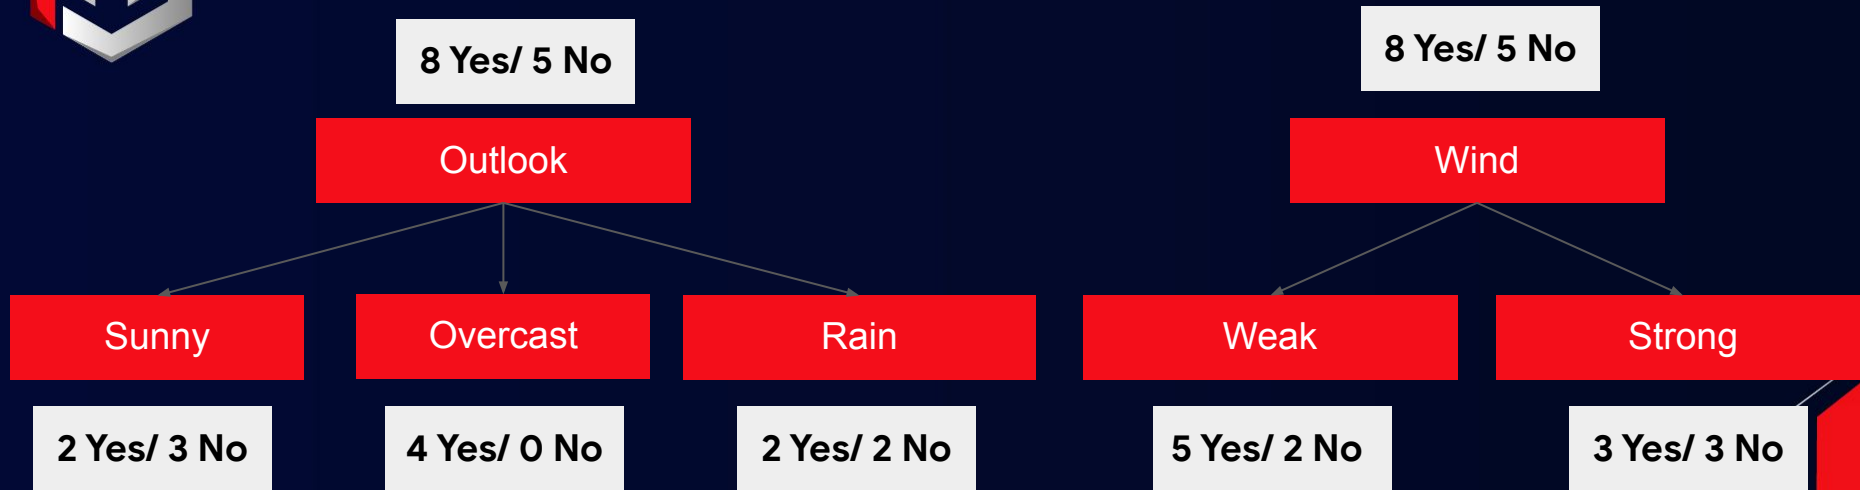 8 Yes/ 5 No
8 Yes/ 5 No
Outlook
Wind
Sunny
Overcast
Rain
Weak
Strong
2 Yes/ 3 No
4 Yes/ 0 No
2 Yes/ 2 No
5 Yes/ 2 No
3 Yes/ 3 No